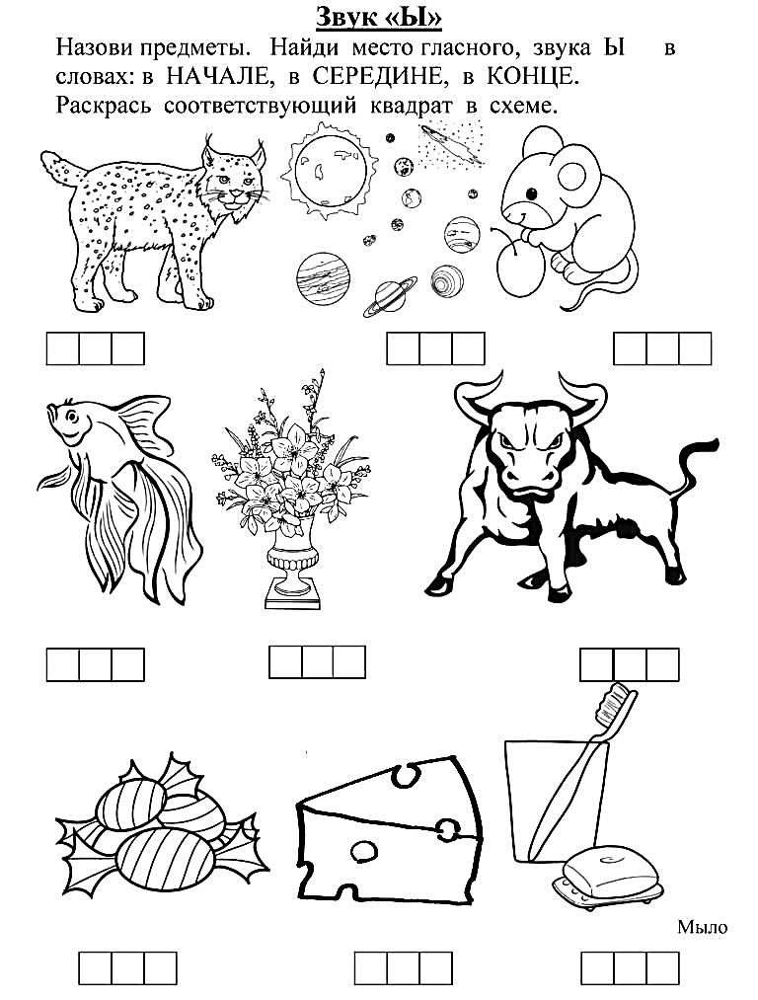 Звук «Ы»
Назови предметы. Найди место гласного, звука Ы в
словах: в НАЧАЛЕ, в СЕРЕДИНЕ, в КОНЦЕ.
Раскрась соответствующий квадрат в схеме.
Мыло